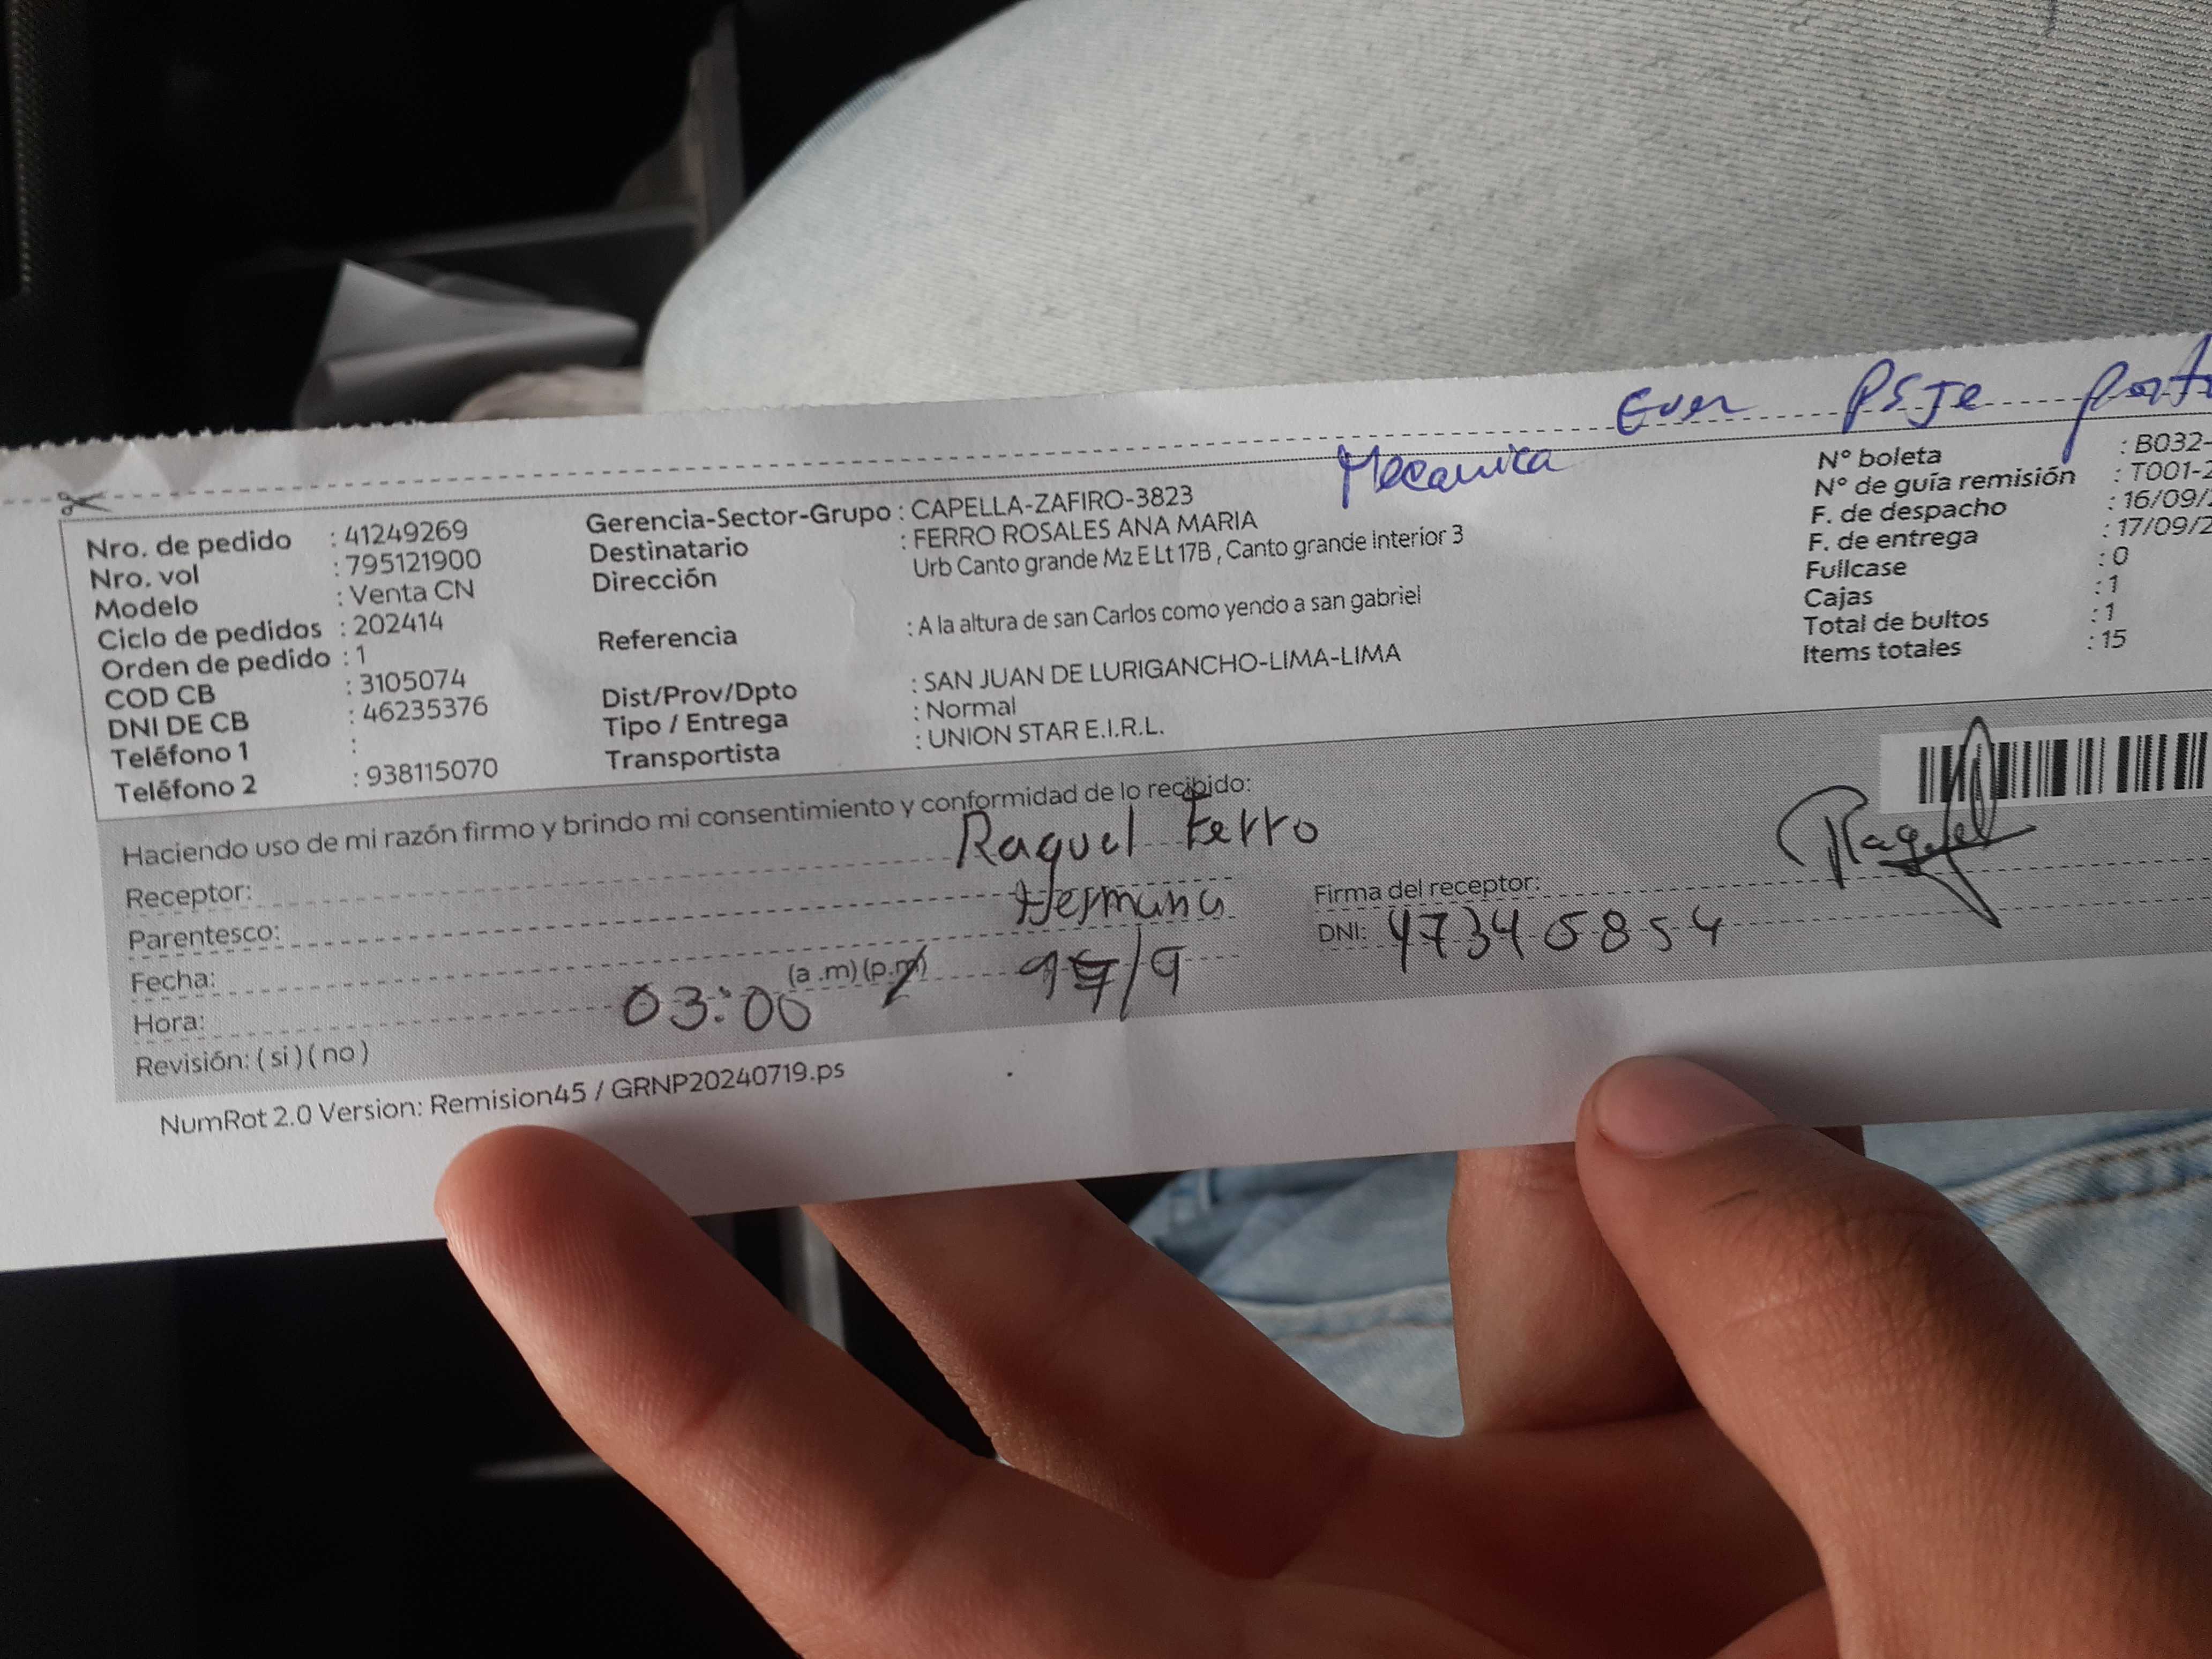 Mecanica Ever PSJe
Nro. de pedido : 41249269
Nro. vol : 795121900
Modelo : Venta CN
Ciclo de pedidos : 202414
Orden de pedido : 1
COD CB : 3105074
DNI DE CB : 46235376
Teléfono 1 :
Teléfono 2 : 938115070
Gerencia-Sector-Grupo : CAPELLA-ZAFIRO-3823
Destinatario : FERRO ROSALES ANA MARIA
Dirección Urb Canto grande Mz E Lt 17B , Canto grande Interior 3
Referencia : A la altura de san Carlos como yendo a san gabriel
Dist/Prov/Dpto : SAN JUAN DE LURIGANCHO-LIMA-LIMA
Tipo / Entrega : Normal
Transportista : UNION STAR E.I.R.L.
N° boleta : B032-
N° de guía remisión : T001-2
F. de despacho : 16/09/2
F. de entrega : 17/09/2
Fullcase : 0
Cajas : 1
Total de bultos : 1
Items totales : 15
Haciendo uso de mi razón firmo y brindo mi consentimiento y conformidad de lo recibido:
Receptor: Raquel Ferro
Parentesco: Hermana
Fecha: 17/9
Hora: 03:00 (a .m) (p.m)
Revisión: ( si ) ( no )
Firma del receptor: Raquel
DNI: 47345854
NumRot 2.0 Version: Remision45 / GRNP20240719.ps